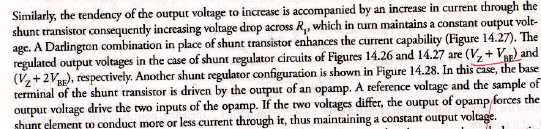 Similarly, the tendency of the output voltage to increase is accompanied by an increase in current through the
shunt transistor consequently increasing voltage drop across R₁, which in turn maintains a constant output volt-
age. A Darlington combination in place of shunt transistor enhances the current capability (Figure 14.27). The
regulated output voltages in the case of shunt regulator circuits of Figures 14.26 and 14.27 are (V_Z + V_BE) and
(V_Z + 2V_BE), respectively. Another shunt regulator configuration is shown in Figure 14.28. In this case, the base
terminal of the shunt transistor is driven by the output of an opamp. A reference voltage and the sample of
output voltage drive the two inputs of the opamp. If the two voltages differ, the output of opamp forces the
shunt element to conduct more or less current through it, thus maintaining a constant output voltage.